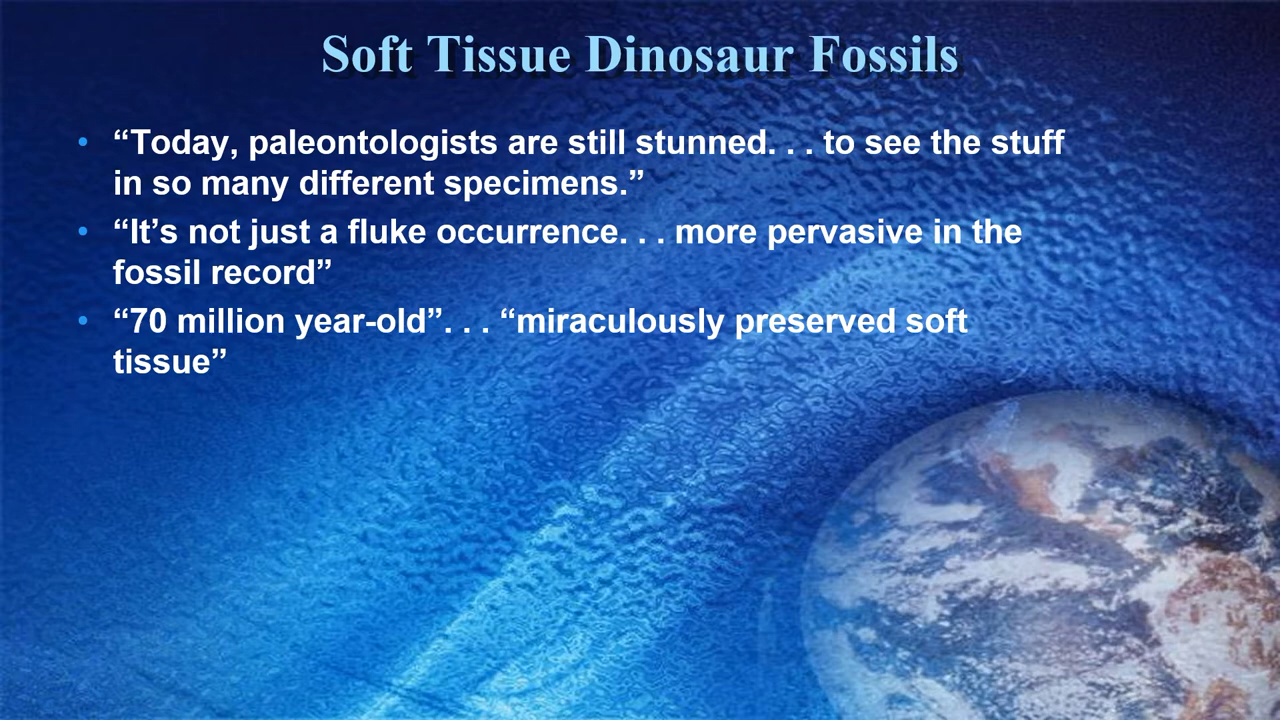 Soft Tissue Dinosaur Fossils
• “Today, paleontologists are still stunned. . . to see the stuff
in so many different specimens.”
• “It’s not just a fluke occurrence. . . more pervasive in the
fossil record”
• “70 million year-old”. . . “miraculously preserved soft
tissue”